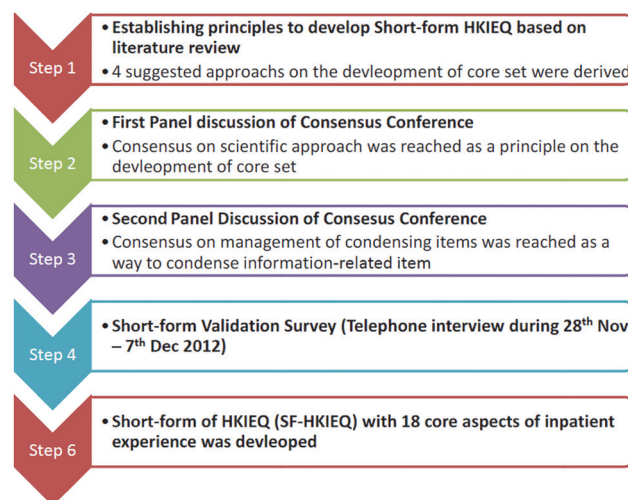 Step 1
• Establishing principles to develop Short-form HKIEQ based on
literature review
• 4 suggested approachs on the devleopment of core set were derived
Step 2
• First Panel discussion of Consensus Conference
• Consensus on scientific approach was reached as a principle on the
devleopment of core set
Step 3
• Second Panel Discussion of Consesus Conference
• Consensus on management of condensing items was reached as a
way to condense information-related item
Step 4
• Short-form Validation Survey (Telephone interview during 28th Nov
– 7th Dec 2012)
Step 6
• Short-form of HKIEQ (SF-HKIEQ) with 18 core aspects of inpatient
experience was devleoped